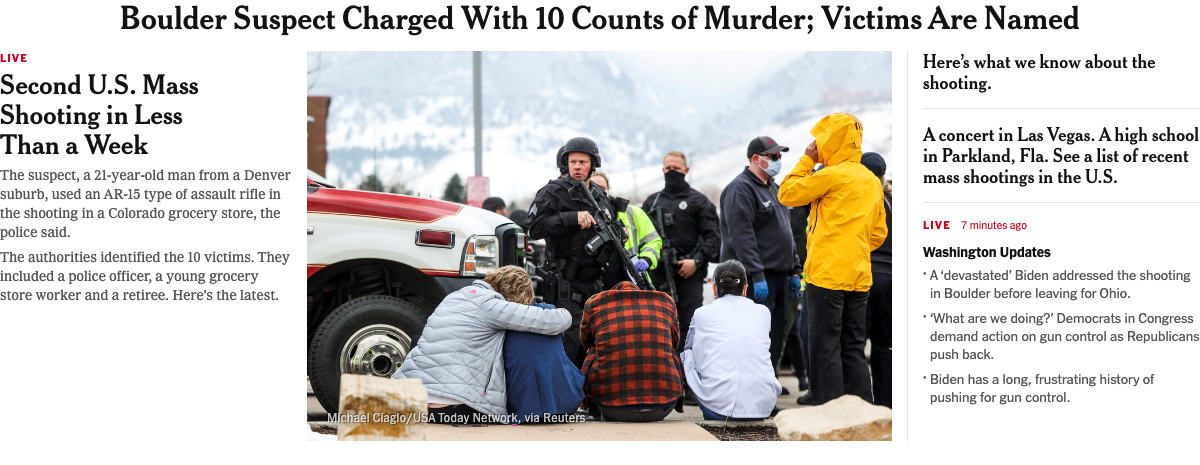 Boulder Suspect Charged With 10 Counts of Murder; Victims Are Named
LIVE
Second U.S. Mass
Shooting in Less
Than a Week
The suspect, a 21-year-old man from a Denver
suburb, used an AR-15 type of assault rifle in
the shooting in a Colorado grocery store, the
police said.
The authorities identified the 10 victims. They
included a police officer, a young grocery
store worker and a retiree. Here’s the latest.
Michael Ciaglo/USA Today Network, via Reuters
Here’s what we know about the
shooting.
A concert in Las Vegas. A high school
in Parkland, Fla. See a list of recent
mass shootings in the U.S.
LIVE 7 minutes ago
Washington Updates
• A ‘devastated’ Biden addressed the shooting
in Boulder before leaving for Ohio.
• ‘What are we doing?’ Democrats in Congress
demand action on gun control as Republicans
push back.
• Biden has a long, frustrating history of
pushing for gun control.